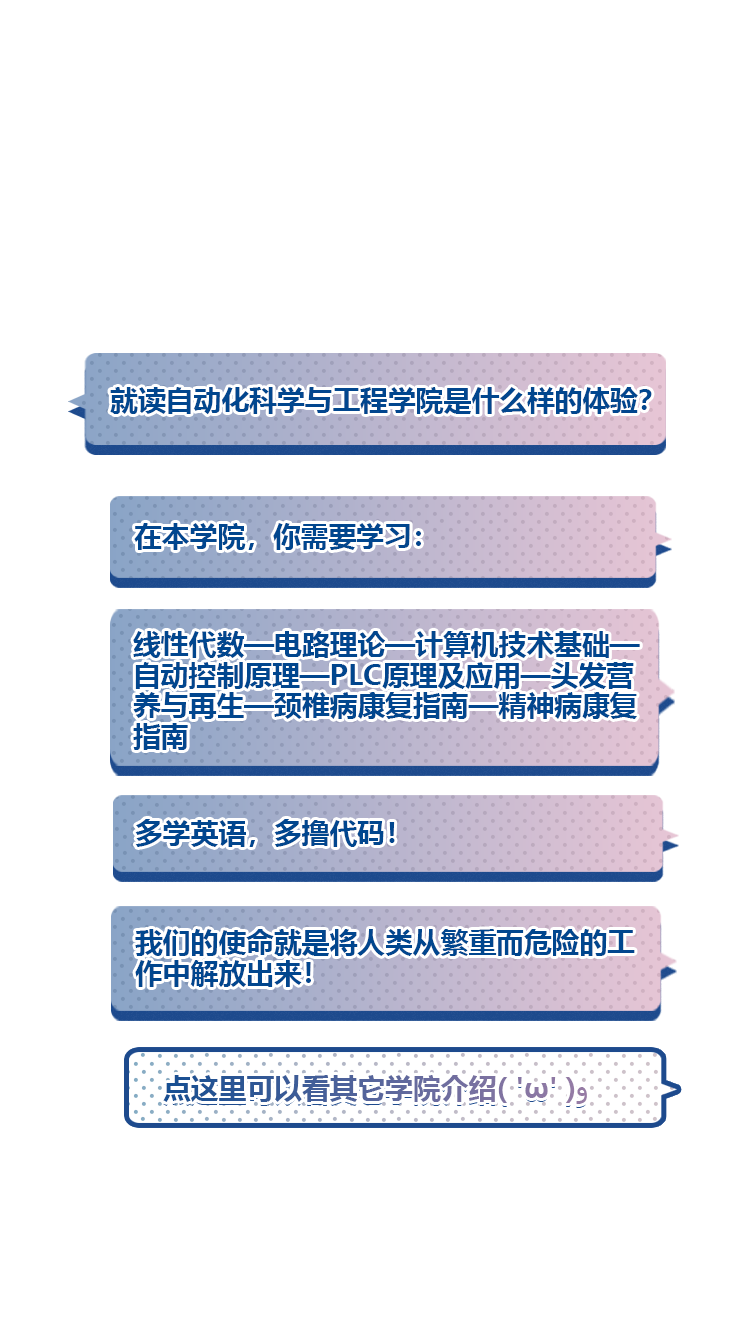 就读自动化科学与工程学院是什么样的体验？
在本学院，你需要学习：
线性代数—电路理论—计算机技术基础—
自动控制原理—PLC原理及应用—头发营
养与再生—颈椎病康复指南—精神病康复
指南
多学英语，多撸代码！
我们的使命就是将人类从繁重而危险的工
作中解放出来！
点这里可以看其它学院介绍( 'ω' )و